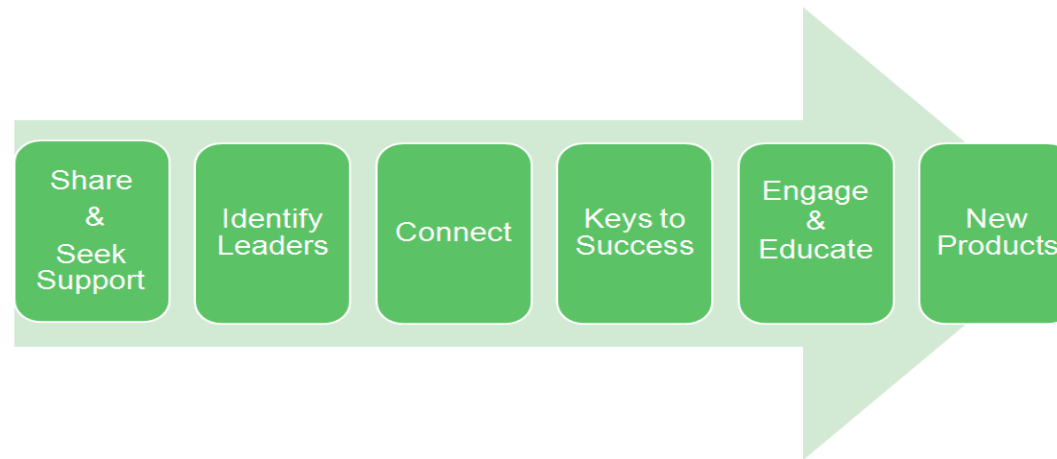 Share
&
Seek
Support
Identify
Leaders
Connect
Keys to
Success
Engage
&
Educate
New
Products